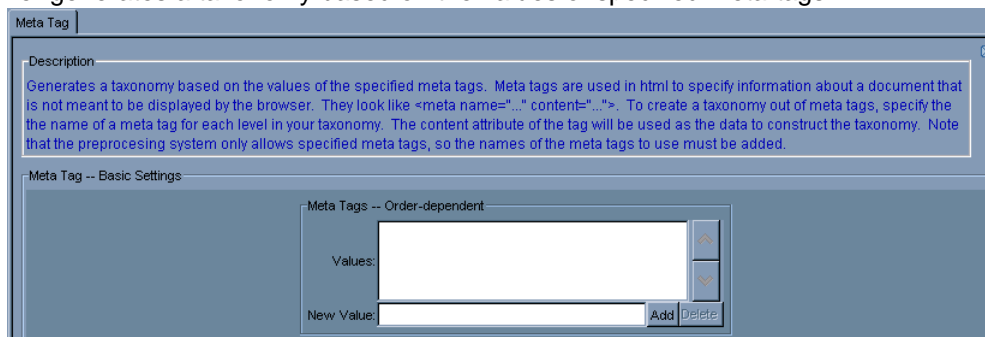 Meta Tag
Description
Generates a taxonomy based on the values of the specified meta tags. Meta tags are used in html to specify information about a document that
is not meant to be displayed by the browser. They look like <meta name="..." content="...">. To create a taxonomy out of meta tags, specify the
the name of a meta tag for each level in your taxonomy. The content attribute of the tag will be used as the data to construct the taxonomy. Note
that the preprocesing system only allows specified meta tags, so the names of the meta tags to use must be added.
Meta Tag -- Basic Settings
Meta Tags -- Order-dependent
Values:
New Value: Add Delete